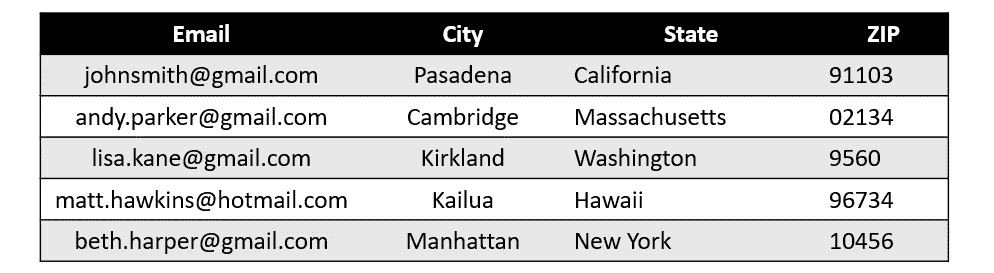 Email City State ZIP
johnsmith@gmail.com Pasadena California 91103
andy.parker@gmail.com Cambridge Massachusetts 02134
lisa.kane@gmail.com Kirkland Washington 9560
matt.hawkins@hotmail.com Kailua Hawaii 96734
beth.harper@gmail.com Manhattan New York 10456